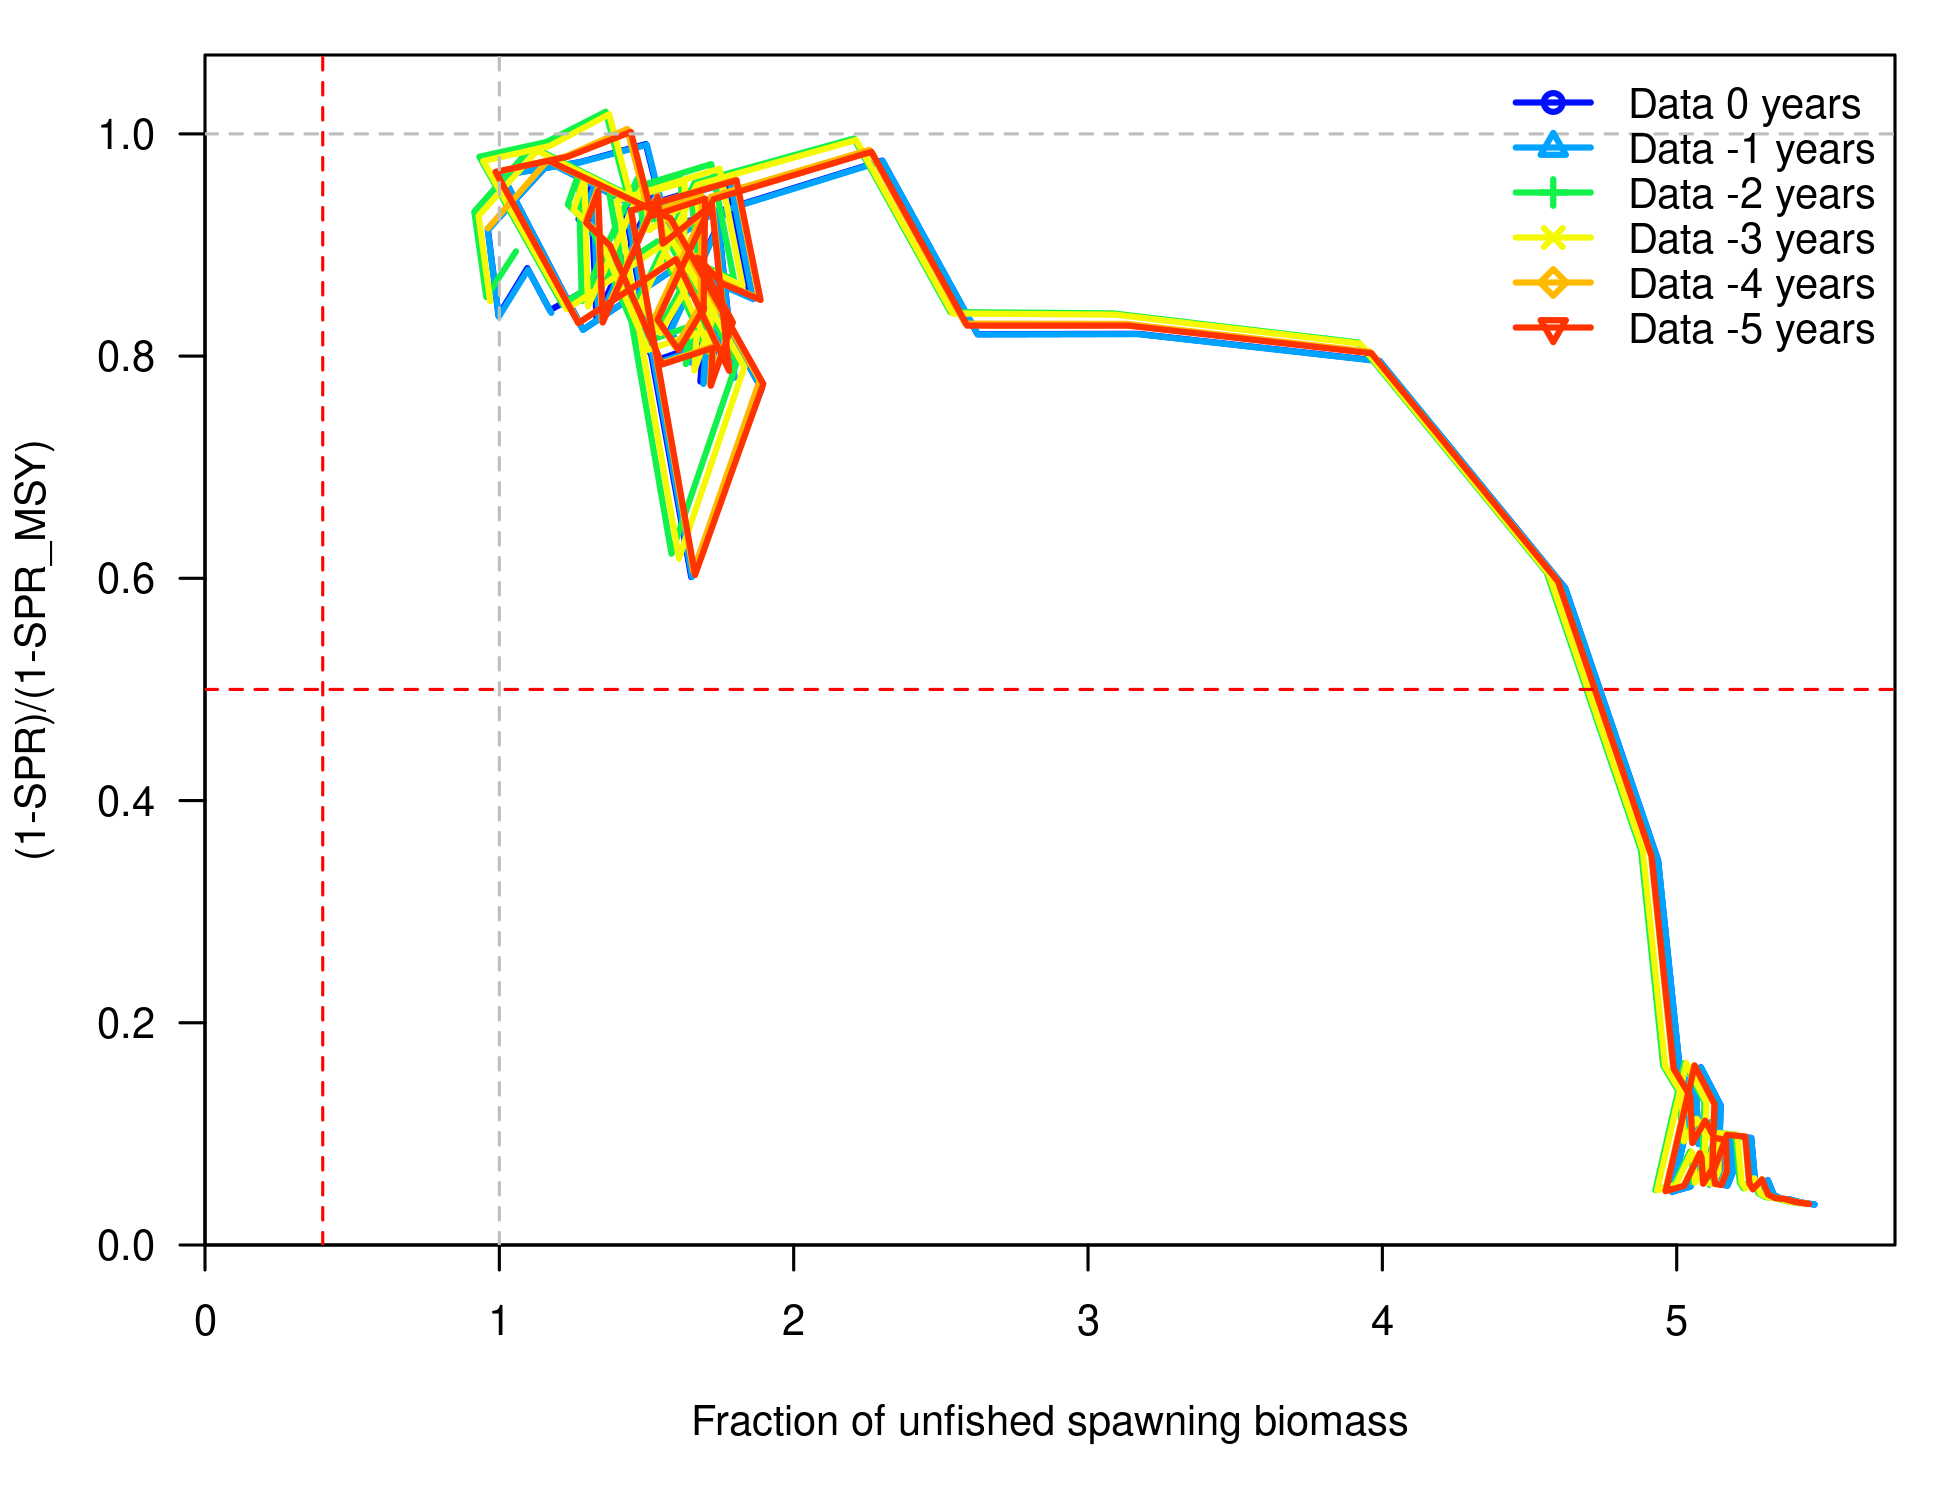 Data 0 years
Data -1 years
Data -2 years
Data -3 years
Data -4 years
Data -5 years
(1-SPR)/(1-SPR_MSY)
1.0
0.8
0.6
0.4
0.2
0.0
0 1 2 3 4 5
Fraction of unfished spawning biomass